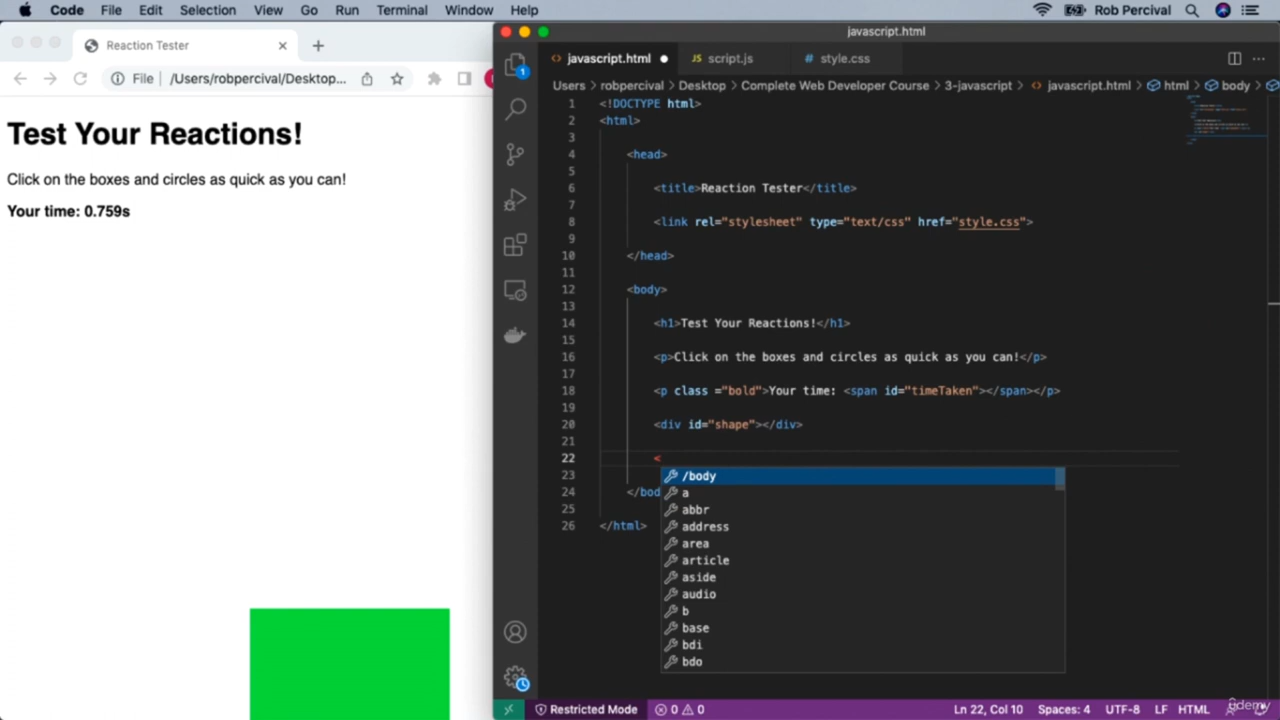 Code File Edit Selection View Go Run Terminal Window Help Rob Percival
Reaction Tester
File /Users/robpercival/Desktop...
Test Your Reactions!
Click on the boxes and circles as quick as you can!
Your time: 0.759s
javascript.html
javascript.html script.js style.css
Users > robpercival > Desktop > Complete Web Developer Course > 3-javascript > javascript.html > html > body >
1 <!DOCTYPE html>
2 <html>
3
4 <head>
5
6 <title>Reaction Tester</title>
7
8 <link rel="stylesheet" type="text/css" href="style.css">
9
10 </head>
11
12 <body>
13
14 <h1>Test Your Reactions!</h1>
15
16 <p>Click on the boxes and circles as quick as you can!</p>
17
18 <p class ="bold">Your time: <span id="timeTaken"></span></p>
19
20 <div id="shape"></div>
21
22 <
23 /body
24 </bod a
abbr
25
26 </html> address
area
article
aside
audio
b
base
bdi
bdo
Restricted Mode 0 0 Ln 22, Col 10 Spaces: 4 UTF-8 LF HTML
ûdemy